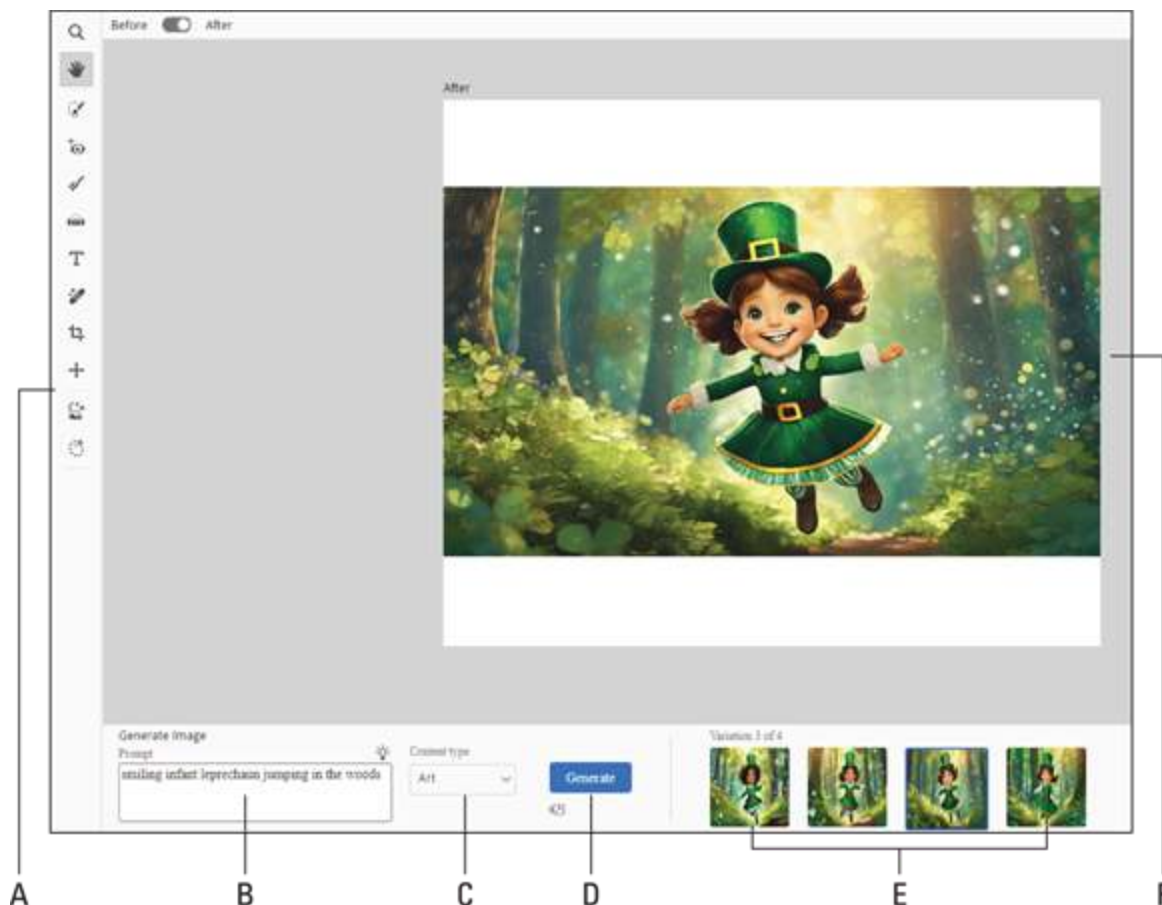 Before After
After
Generate Image
Prompt
smiling infant leprechaun jumping in the woods
Content type
Art
Generate
Variation 3 of 4
A B C D E